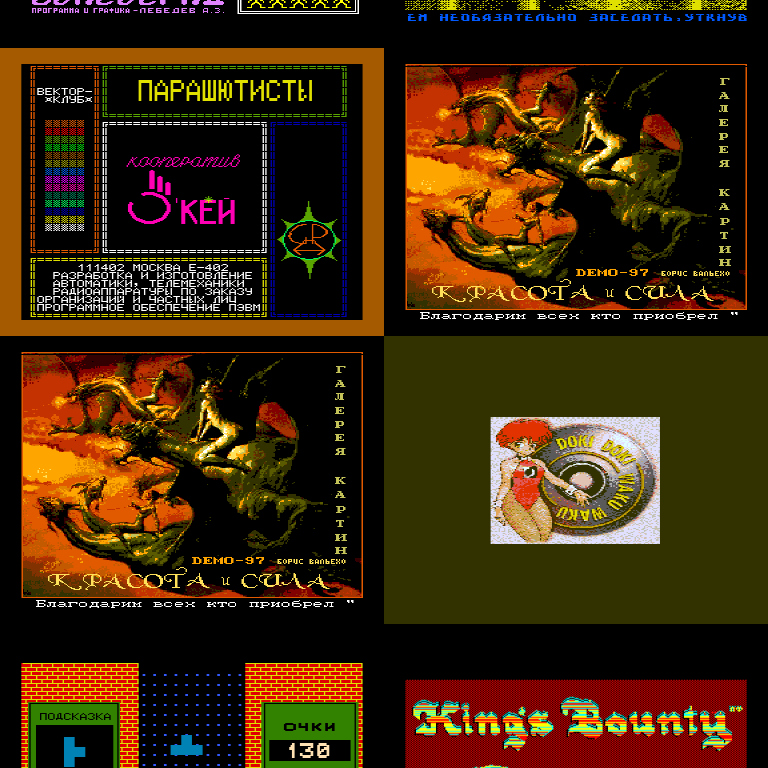 ПРОГРАММА И ГРАФИКА-ЛЕБЕДЕВ А.Э.
ЕМ НЕОБЯЗАТЕЛЬНО ЗАСЕДАТЬ,УТКНУВ
ВЕКТОР-
*КЛУБ*
ПАРАШЮТИСТЫ
кооператив
О'КЕЙ
111402 МОСКВА Е-402
РАЗРАБОТКА И ИЗГОТОВЛЕНИЕ
АВТОМАТИКИ, ТЕЛЕМЕХАНИКИ
РАДИОАППАРАТУРЫ ПО ЗАКАЗУ
ОРГАНИЗАЦИЙ И ЧАСТНЫХ ЛИЦ
ПРОГРАММНОЕ ОБЕСПЕЧЕНИЕ ПЭВМ
ГАЛЕРЕЯ КАРТИН
DEMO-97 БОРИС ВАЛЬЕХО
КРАСОТА и СИЛА
Благодарим всех кто приобрел "
ГАЛЕРЕЯ КАРТИН
DEMO-97 БОРИС ВАЛЬЕХО
КРАСОТА и СИЛА
Благодарим всех кто приобрел "
DOKI DOKI
WAKU WAKU
ПОДСКАЗКА
ОЧКИ
130
King's Bounty